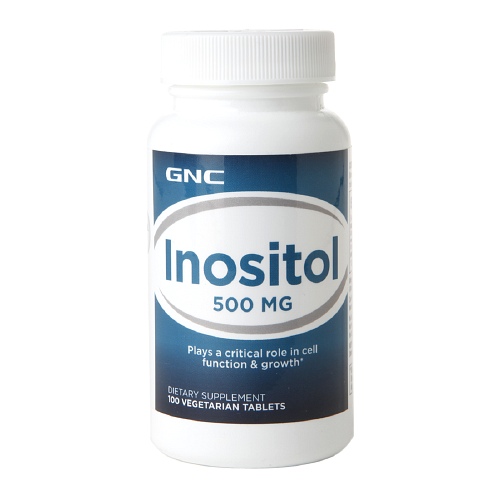 GNC
Inositol
500 MG
Plays a critical role in cell
function & growth*
DIETARY SUPPLEMENT
100 VEGETARIAN TABLETS